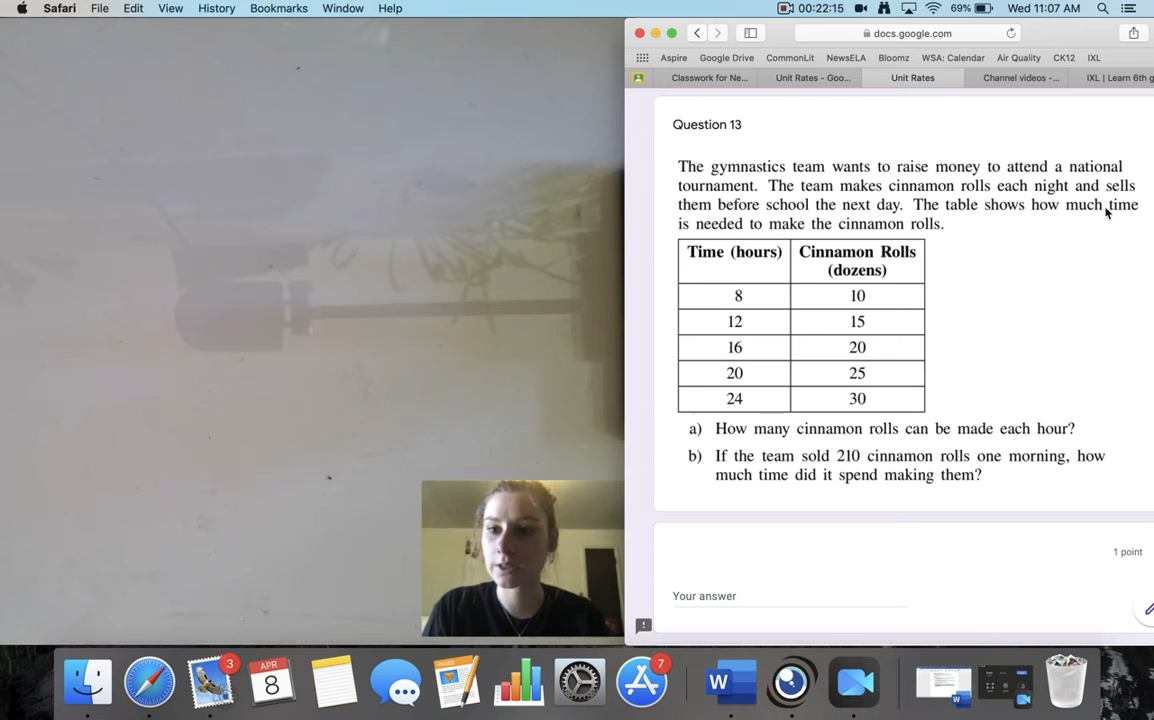 Safari File Edit View History Bookmarks Window Help 00:22:15 69% Wed 11:07 AM
docs.google.com
Aspire Google Drive CommonLit NewsELA Bloomz WSA: Calendar Air Quality CK12 IXL
Classwork for Ne... Unit Rates - Goo... Unit Rates Channel videos -... IXL | Learn 6th g
Question 13
The gymnastics team wants to raise money to attend a national
tournament. The team makes cinnamon rolls each night and sells
them before school the next day. The table shows how much time
is needed to make the cinnamon rolls.
Time (hours) Cinnamon Rolls
(dozens)
8 10
12 15
16 20
20 25
24 30
a) How many cinnamon rolls can be made each hour?
b) If the team sold 210 cinnamon rolls one morning, how
much time did it spend making them?
1 point
Your answer
3
APR
8
PAGES
7
W